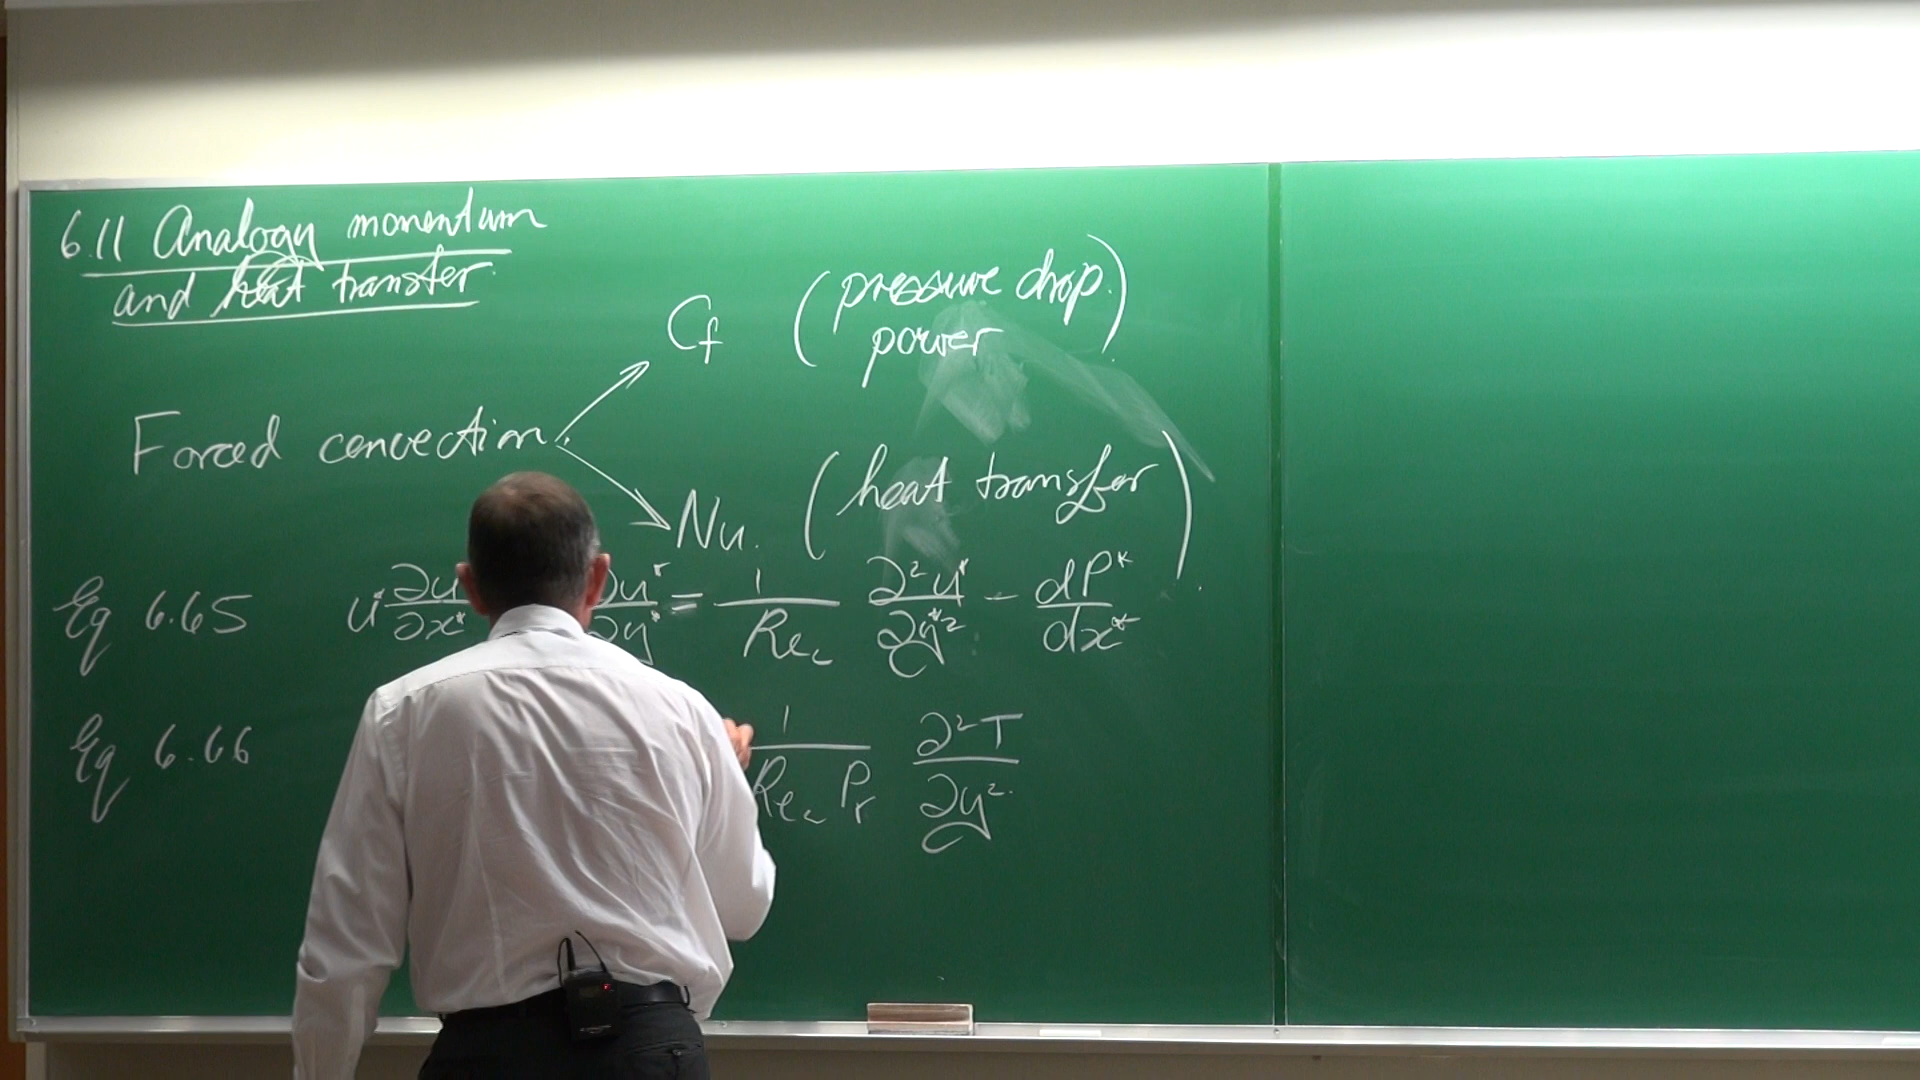 6.11 Analogy momentum
and heat transfer
Cf (pressure drop.)
power
Forced convection
Nu. (heat transfer)
Eq 6.65 u* ∂u/∂x* ∂u*/∂y* = 1/Re_L ∂²u*/∂y*² - dP*/dx*
Eq 6.66 1/Re_L Pr ∂²T/∂y²